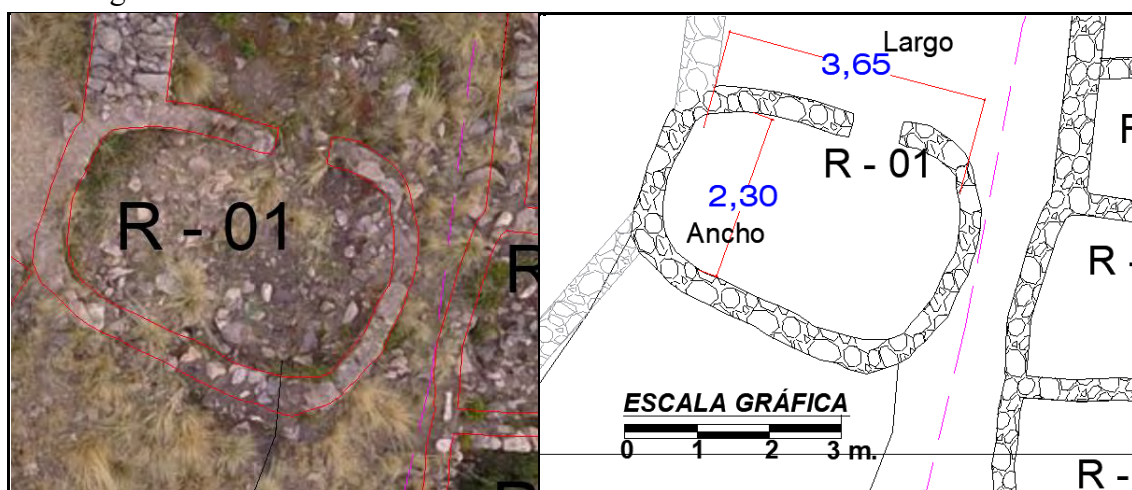 R - 01
R
R
Largo
3,65
R - 01
2,30
Ancho
R
R -
ESCALA GRÁFICA
0 1 2 3 m.
R -